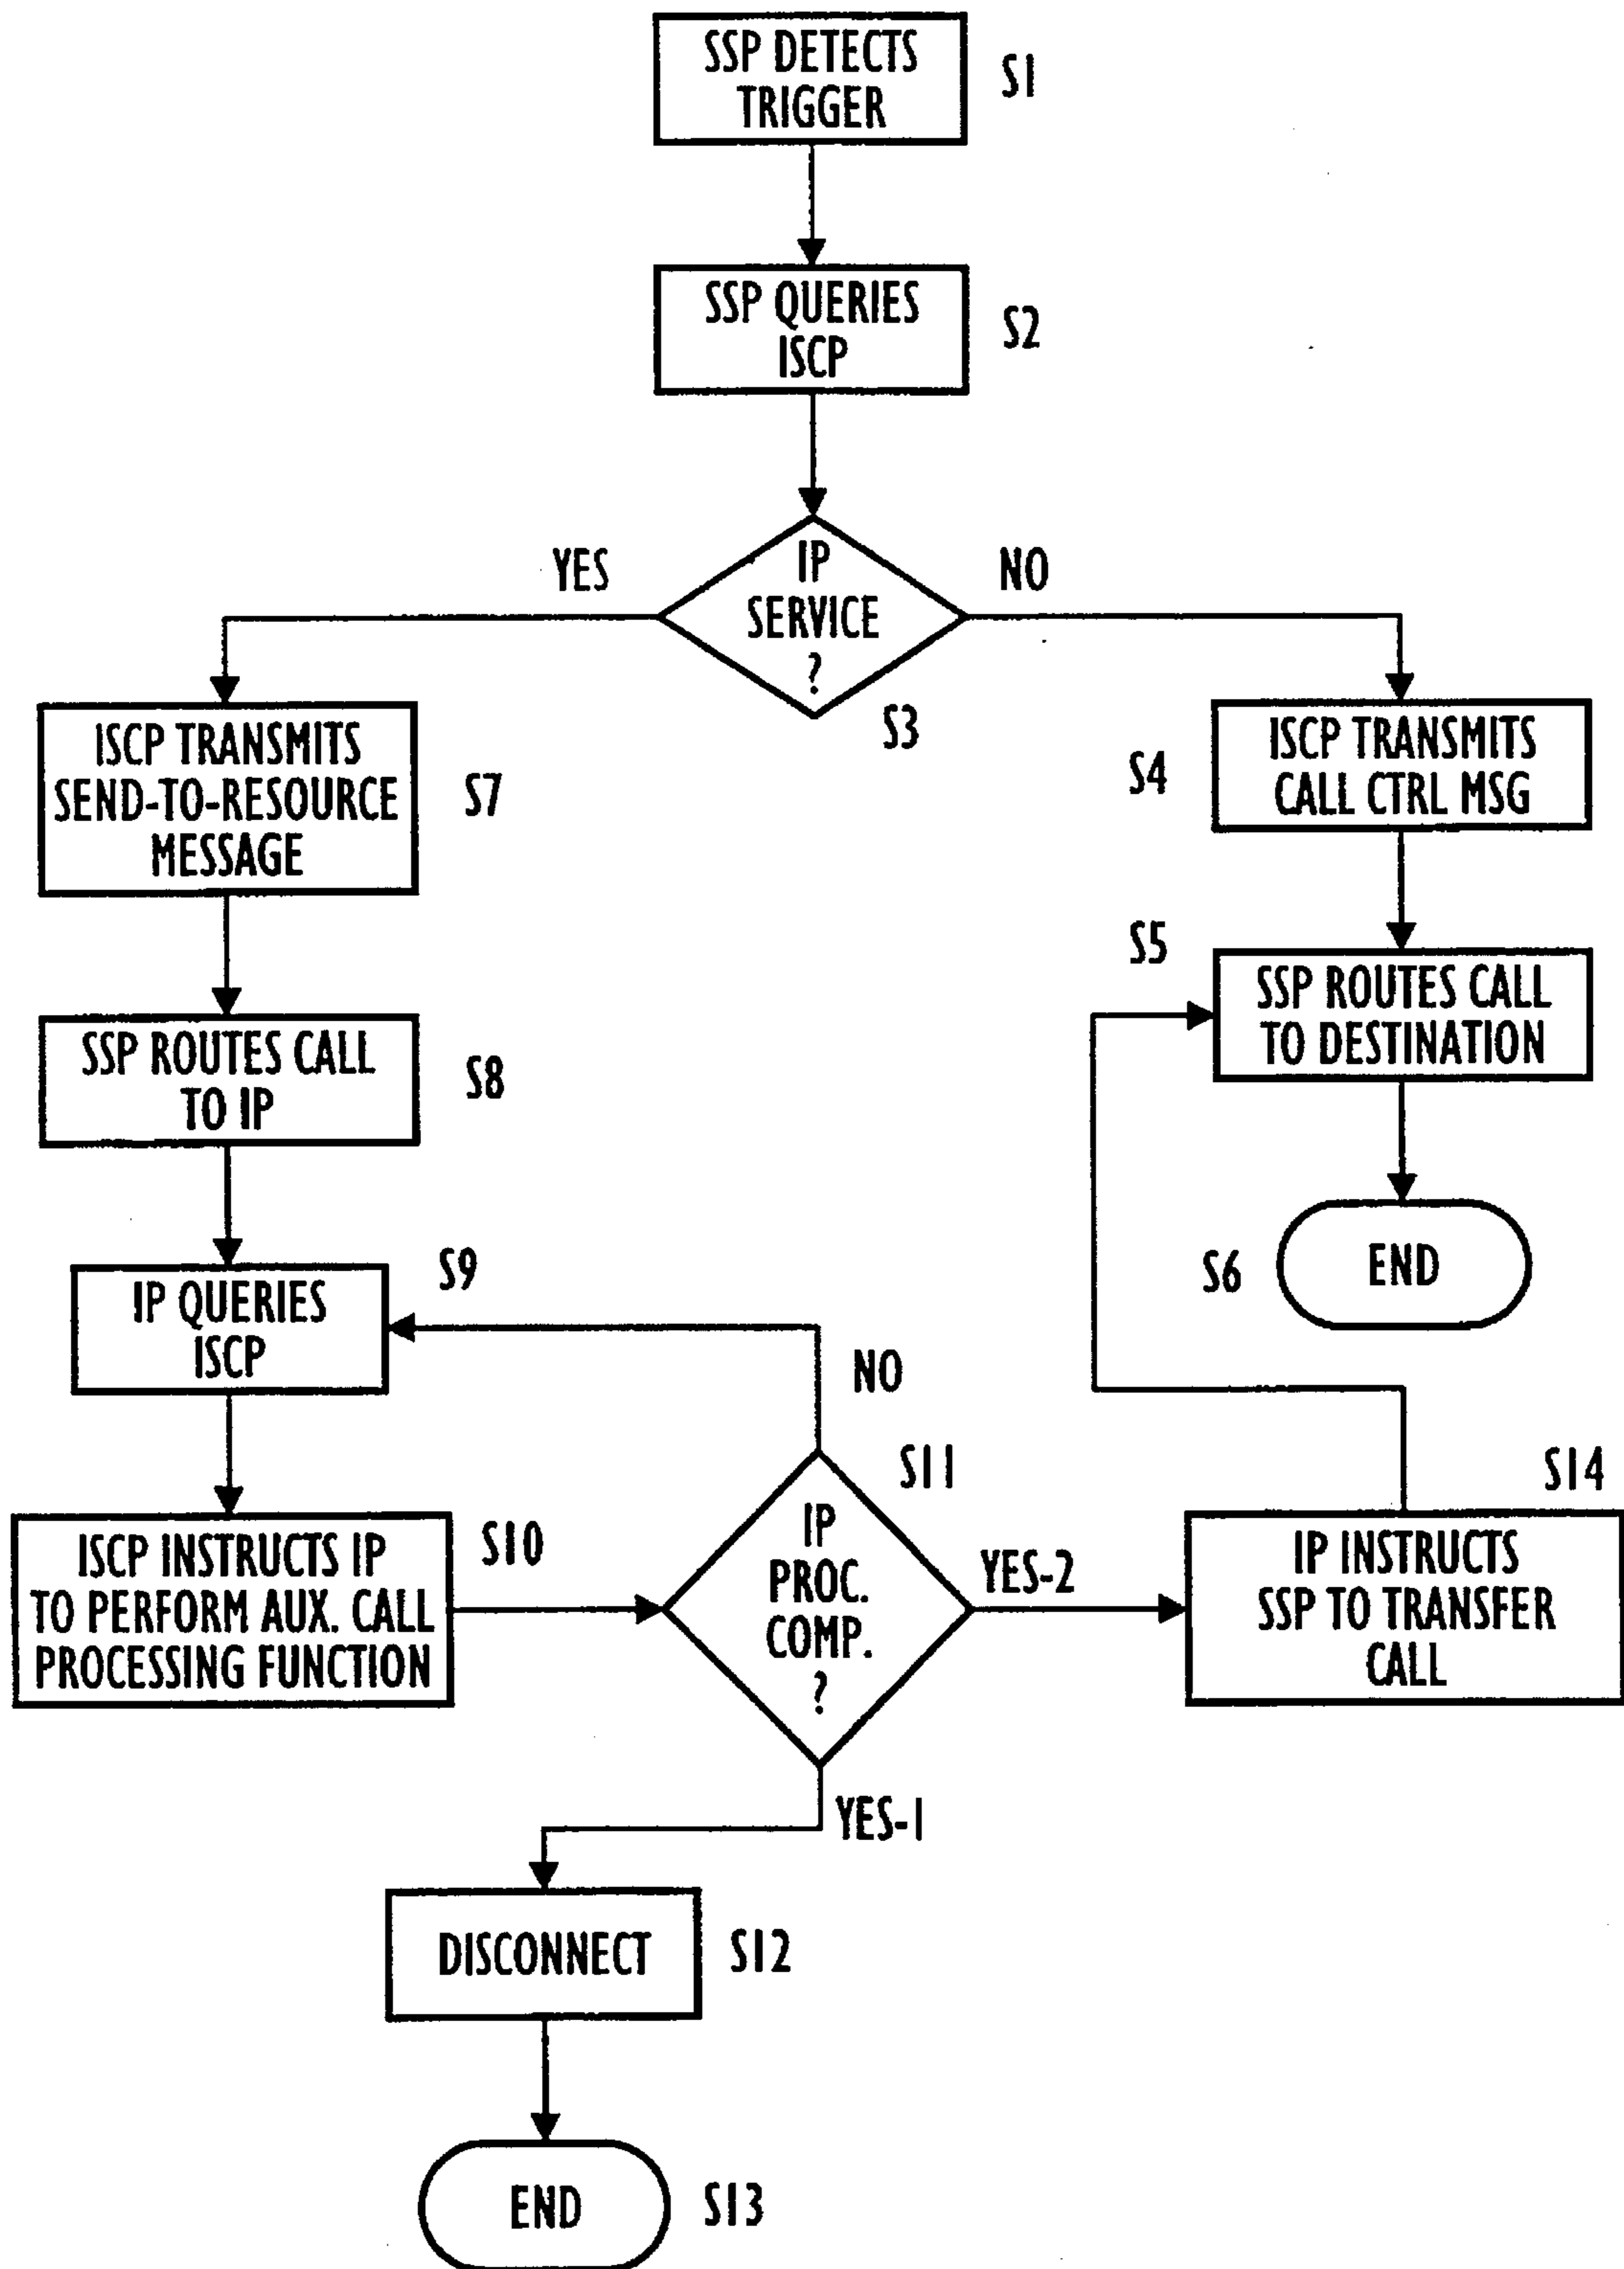 SSP DETECTS
TRIGGER
S1
SSP QUERIES
ISCP
S2
YES
IP
SERVICE
?
NO
S3
ISCP TRANSMITS
SEND-TO-RESOURCE
MESSAGE
S7
S4
ISCP TRANSMITS
CALL CTRL MSG
S5
SSP ROUTES CALL
TO DESTINATION
SSP ROUTES CALL
TO IP
S8
S6
END
IP QUERIES
ISCP
S9
NO
S11
ISCP INSTRUCTS IP
TO PERFORM AUX. CALL
PROCESSING FUNCTION
S10
IP
PROC.
COMP.
?
YES-2
S14
IP INSTRUCTS
SSP TO TRANSFER
CALL
YES-1
DISCONNECT
S12
END
S13